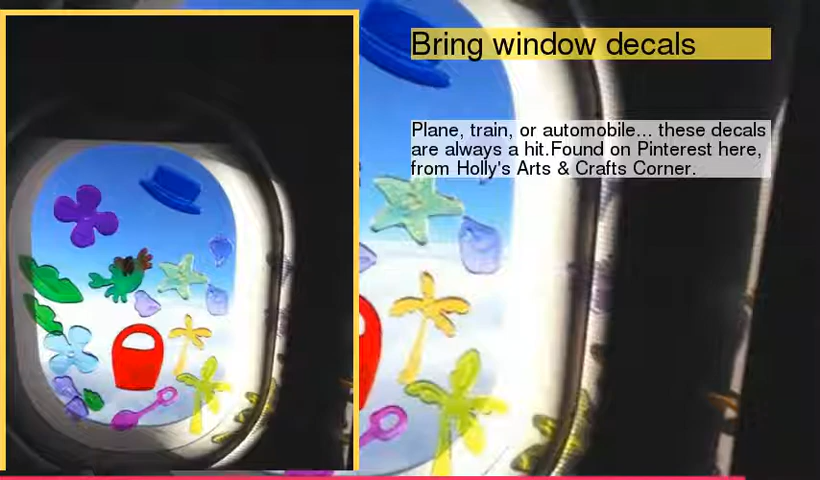 Bring window decals
Plane, train, or automobile... these decals
are always a hit.Found on Pinterest here,
from Holly's Arts & Crafts Corner.